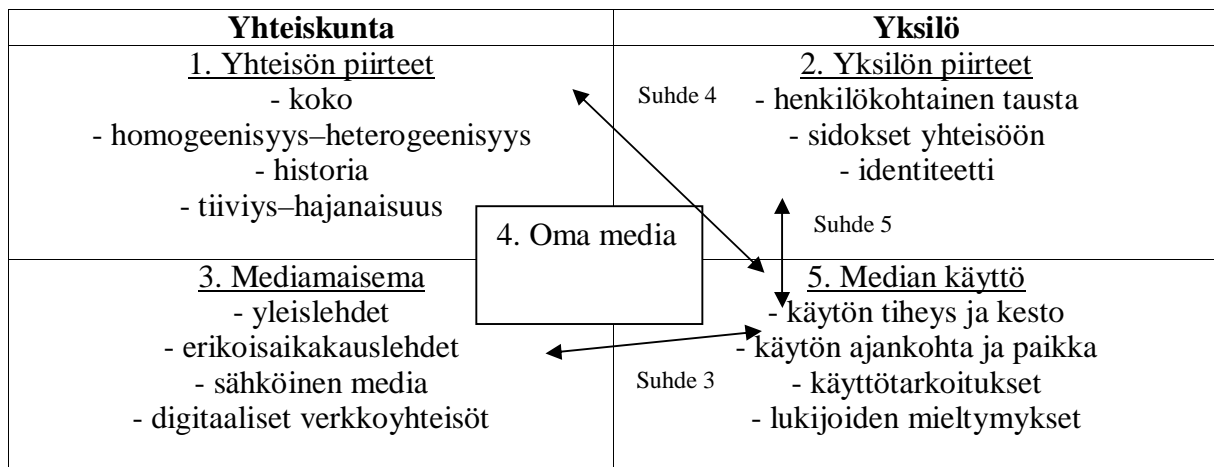 Yhteiskunta
Yksilö
1. Yhteisön piirteet
- koko
- homogeenisyys–heterogeenisyys
- historia
- tiiviys–hajanaisuus
Suhde 4
2. Yksilön piirteet
- henkilökohtainen tausta
- sidokset yhteisöön
- identiteetti
Suhde 5
4. Oma media
3. Mediamaisema
- yleislehdet
- erikoisaikakauslehdet
- sähköinen media
- digitaaliset verkkoyhteisöt
Suhde 3
5. Median käyttö
- käytön tiheys ja kesto
- käytön ajankohta ja paikka
- käyttötarkoitukset
- lukijoiden mieltymykset